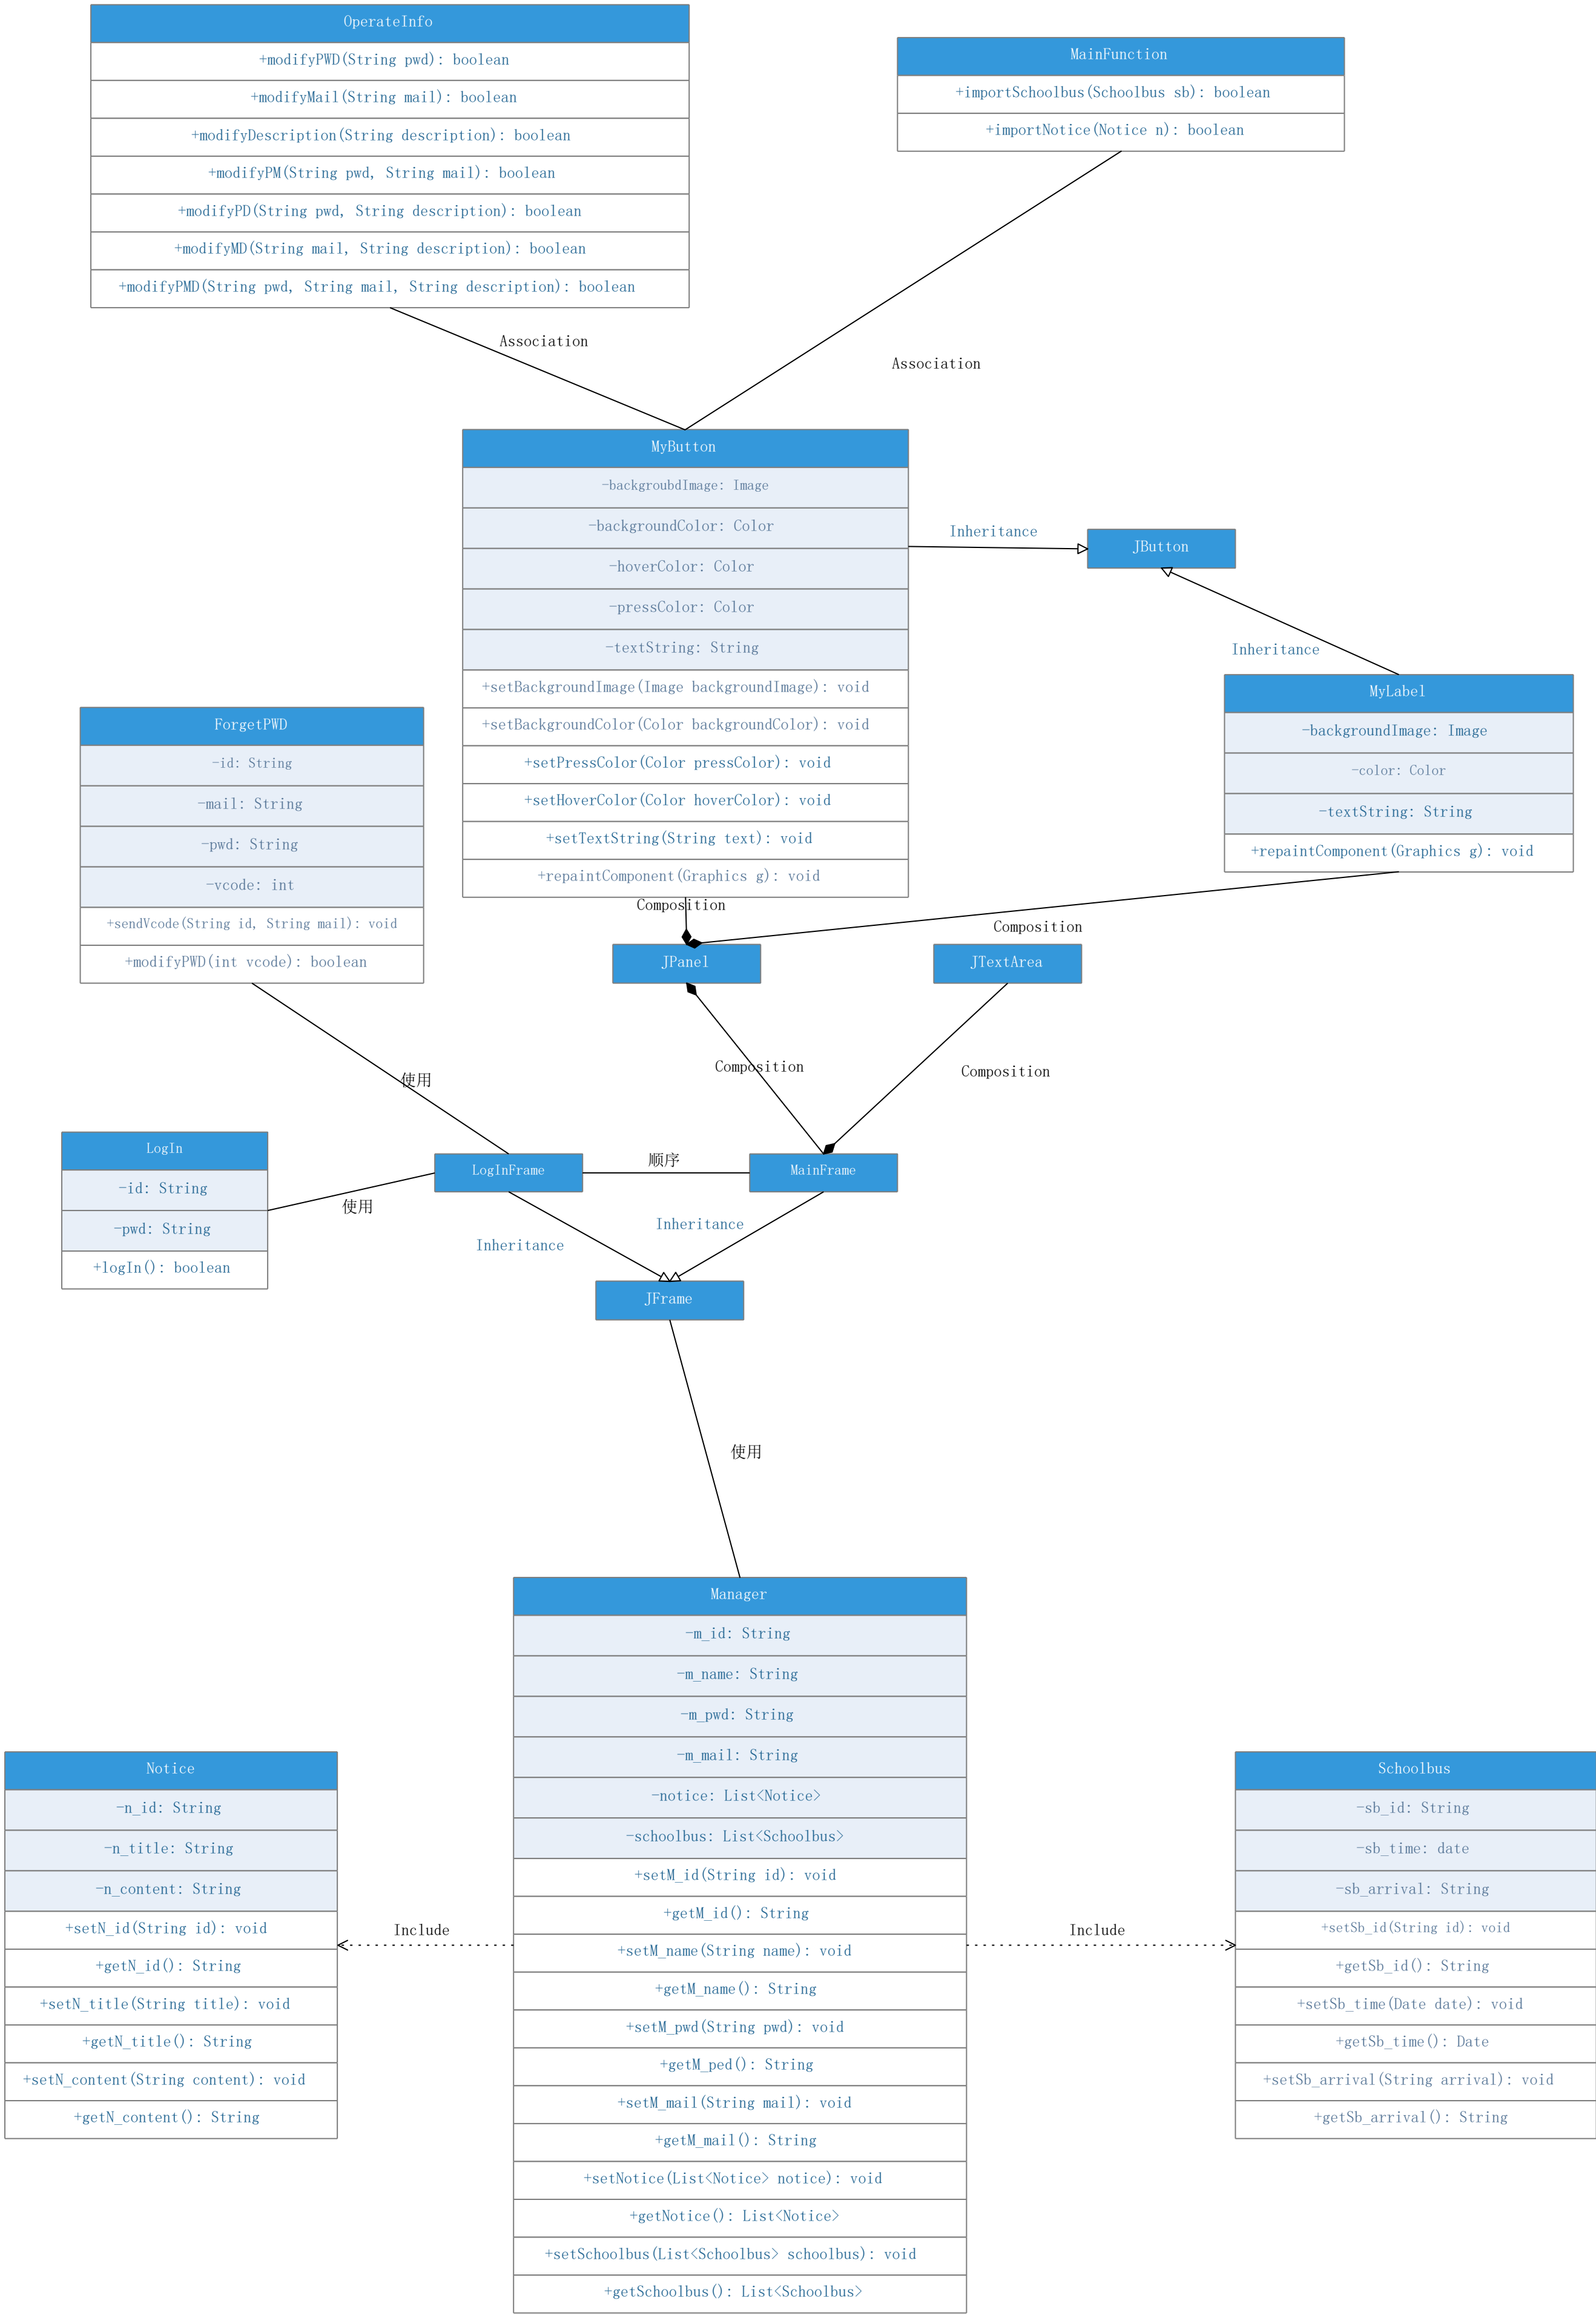 OperateInfo
+modifyPWD(String pwd): boolean
+modifyMail(String mail): boolean
+modifyDescription(String description): boolean
+modifyPM(String pwd, String mail): boolean
+modifyPD(String pwd, String description): boolean
+modifyMD(String mail, String description): boolean
+modifyPMD(String pwd, String mail, String description): boolean
MainFunction
+importSchoolbus(Schoolbus sb): boolean
+importNotice(Notice n): boolean
Association
Association
MyButton
-backgroubdImage: Image
-backgroundColor: Color
-hoverColor: Color
-pressColor: Color
-textString: String
+setBackgroundImage(Image backgroundImage): void
+setBackgroundColor(Color backgroundColor): void
+setPressColor(Color pressColor): void
+setHoverColor(Color hoverColor): void
+setTextString(String text): void
+repaintComponent(Graphics g): void
Inheritance
JButton
Inheritance
MyLabel
-backgroundImage: Image
-color: Color
-textString: String
+repaintComponent(Graphics g): void
ForgetPWD
-id: String
-mail: String
-pwd: String
-vcode: int
+sendVcode(String id, String mail): void
+modifyPWD(int vcode): boolean
Composition
Composition
JPanel
JTextArea
Composition
Composition
使用
LogIn
-id: String
-pwd: String
+logIn(): boolean
使用
LogInFrame
顺序
MainFrame
Inheritance
Inheritance
JFrame
使用
Manager
-m_id: String
-m_name: String
-m_pwd: String
-m_mail: String
-notice: List<Notice>
-schoolbus: List<Schoolbus>
+setM_id(String id): void
+getM_id(): String
+setM_name(String name): void
+getM_name(): String
+setM_pwd(String pwd): void
+getM_ped(): String
+setM_mail(String mail): void
+getM_mail(): String
+setNotice(List<Notice> notice): void
+getNotice(): List<Notice>
+setSchoolbus(List<Schoolbus> schoolbus): void
+getSchoolbus(): List<Schoolbus>
Notice
-n_id: String
-n_title: String
-n_content: String
+setN_id(String id): void
+getN_id(): String
+setN_title(String title): void
+getN_title(): String
+setN_content(String content): void
+getN_content(): String
Include
Include
Schoolbus
-sb_id: String
-sb_time: date
-sb_arrival: String
+setSb_id(String id): void
+getSb_id(): String
+setSb_time(Date date): void
+getSb_time(): Date
+setSb_arrival(String arrival): void
+getSb_arrival(): String